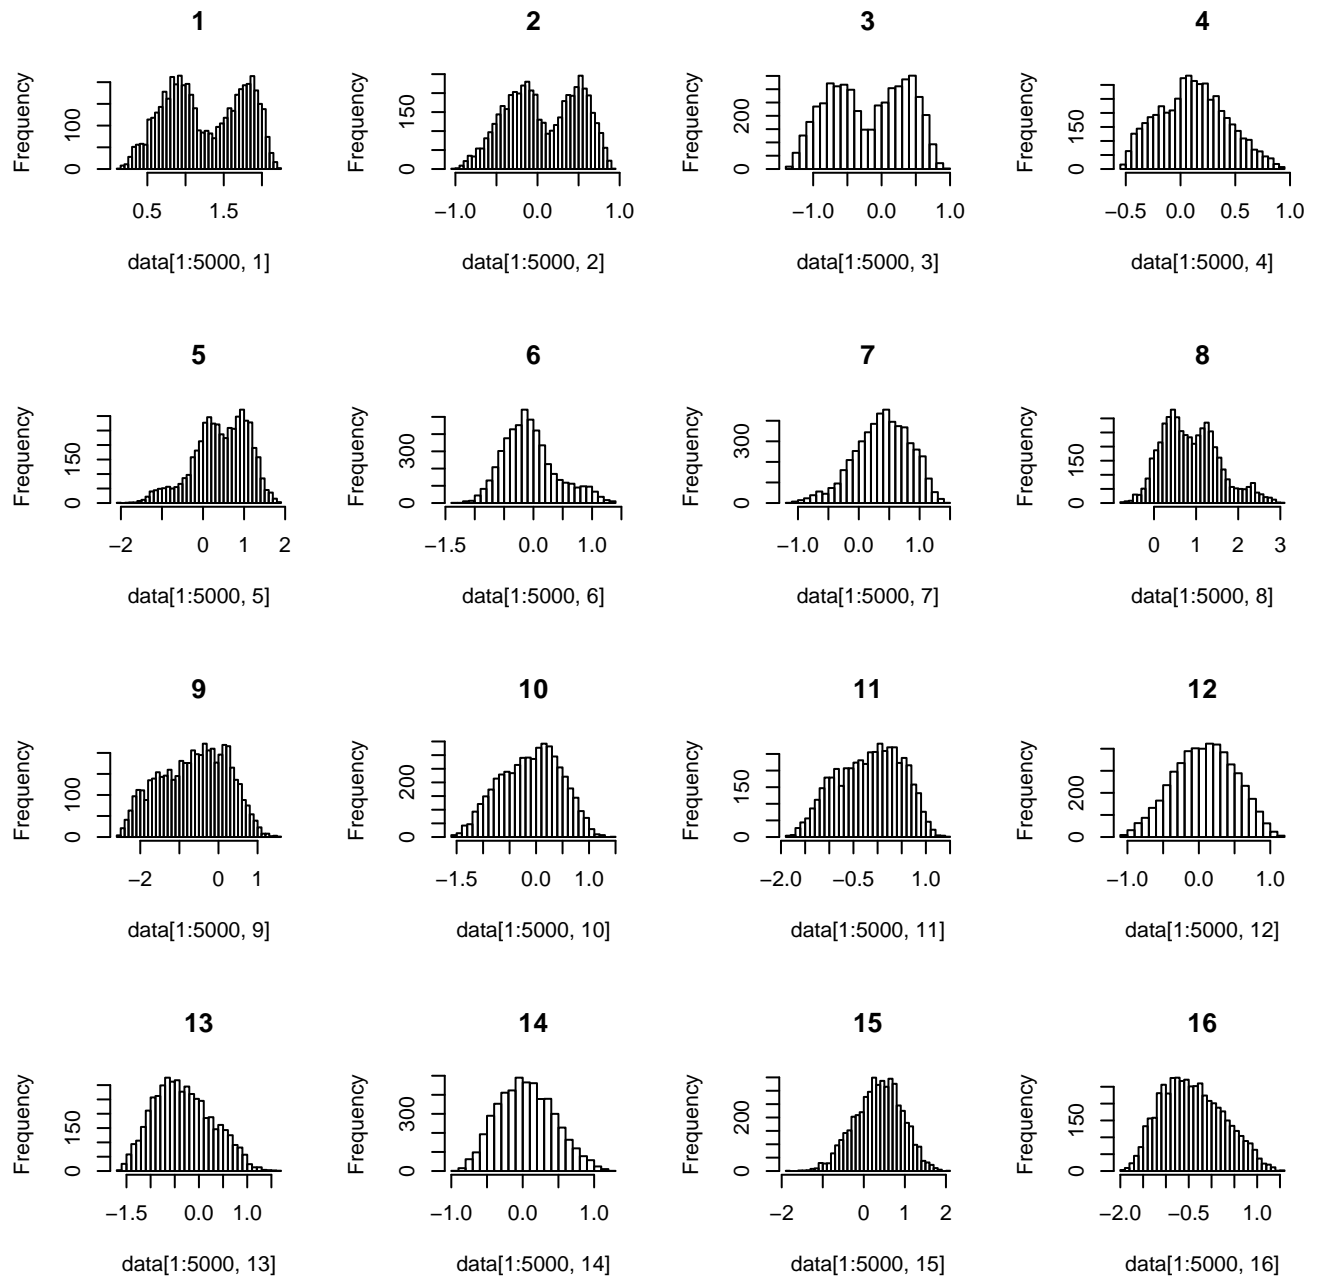 1 2 3 4
Frequency Frequency Frequency Frequency
0 100 0 150 0 200 0 150
0.5 1.5 −1.0 0.0 1.0 −1.0 0.0 1.0 −0.5 0.0 0.5 1.0
data[1:5000, 1] data[1:5000, 2] data[1:5000, 3] data[1:5000, 4]
5 6 7 8
Frequency Frequency Frequency Frequency
0 150 0 300 0 300 0 150
−2 0 1 2 −1.5 0.0 1.0 −1.0 0.0 1.0 0 1 2 3
data[1:5000, 5] data[1:5000, 6] data[1:5000, 7] data[1:5000, 8]
9 10 11 12
Frequency Frequency Frequency Frequency
0 100 0 200 0 150 0 200
−2 0 1 −1.5 0.0 1.0 −2.0 −0.5 1.0 −1.0 0.0 1.0
data[1:5000, 9] data[1:5000, 10] data[1:5000, 11] data[1:5000, 12]
13 14 15 16
Frequency Frequency Frequency Frequency
0 150 0 300 0 200 0 150
−1.5 0.0 1.0 −1.0 0.0 1.0 −2 0 1 2 −2.0 −0.5 1.0
data[1:5000, 13] data[1:5000, 14] data[1:5000, 15] data[1:5000, 16]